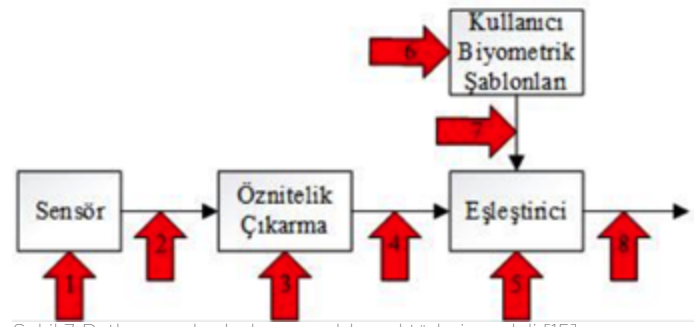 Kullanıcı
Biyometrik
Şablonları
6
7
Sensör
Öznitelik
Çıkarma
Eşleştirici
1
2
3
4
5
8